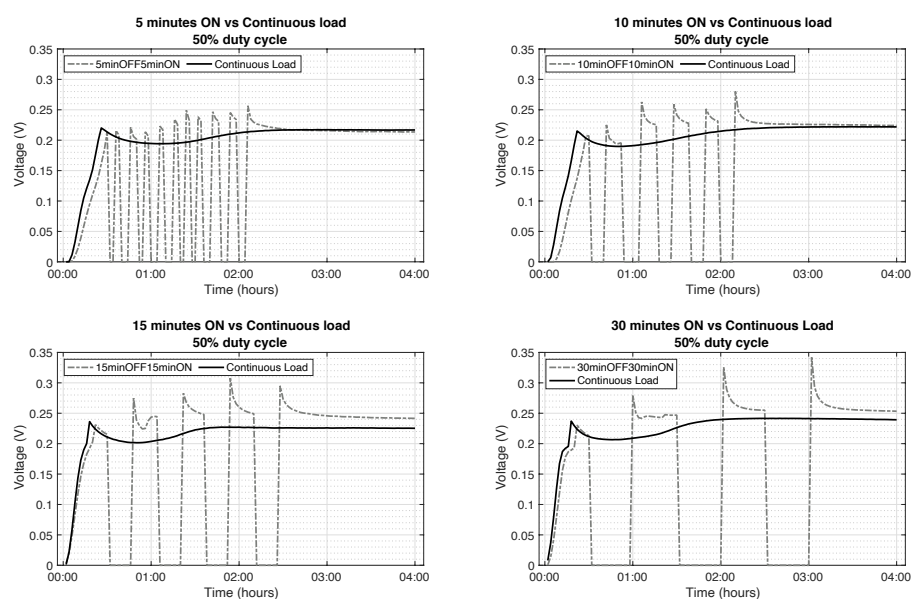 5 minutes ON vs Continuous load
50% duty cycle
0.35
0.3
0.25
0.2
0.15
0.1
0.05
0
Voltage (V)
5minOFF5minON
Continuous Load
00:00
01:00
02:00
03:00
04:00
Time (hours)
10 minutes ON vs Continuous load
50% duty cycle
0.35
0.3
0.25
0.2
0.15
0.1
0.05
0
Voltage (V)
10minOFF10minON
Continuous Load
00:00
01:00
02:00
03:00
04:00
Time (hours)
15 minutes ON vs Continuous load
50% duty cycle
0.35
0.3
0.25
0.2
0.15
0.1
0.05
0
Voltage (V)
15minOFF15minON
Continuous Load
00:00
01:00
02:00
03:00
04:00
Time (hours)
30 minutes ON vs Continuous Load
50% duty cycle
0.35
0.3
0.25
0.2
0.15
0.1
0.05
0
Voltage (V)
30minOFF30minON
Continuous Load
00:00
01:00
02:00
03:00
04:00
Time (hours)